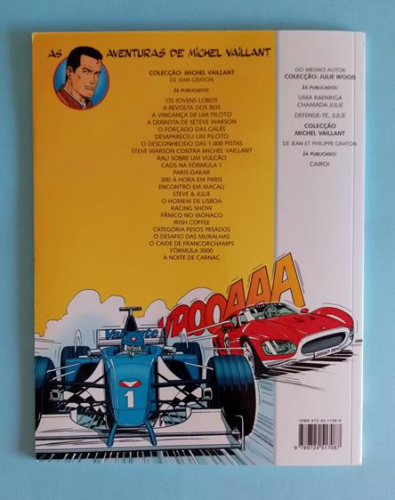 AS AVENTURAS DE MICHEL VAILLANT
COLECÇÃO: MICHEL VAILLANT
DE JEAN GRATON
JÁ PUBLICADOS:
OS JOVENS LOBOS
A REVOLTA DOS REIS
A VINGANÇA DE UM PILOTO
A DERROTA DE SETEVE WARSON
O FORÇADO DAS GALÉS
DESAPARECEU UM PILOTO
O DESCONHECIDO DAS 1 000 PISTAS
STEVE WARSON CONTRA MICHEL VAILLANT
RALI SOBRE UM VULCÃO
CAOS NA FÓRMULA 1
PARIS-DAKAR
300 À HORA EM PARIS
ENCONTRO EM MACAU
STEVE & JULIE
O HOMEM DE LISBOA
RACING SHOW
PÂNICO NO MÓNACO
IRISH COFFEE
CATEGORIA PESOS PESADOS
O DESAFIO DAS MURALHAS
O CAIDE DE FRANCORCHAMPS
FÓRMULA 3000
A NOITE DE CARNAC
DO MESMO AUTOR
COLECÇÃO: JULIE WOOD
JÁ PUBLICADOS:
UMA RAPARIGA
CHAMADA JULIE
DEFENDE-TE, JULIE
COLECÇÃO
MICHEL VAILLANT
DE JEAN ET PHILIPPE GRATON
JÁ PUBLICADO:
CAIRO!
VROOAAA
1